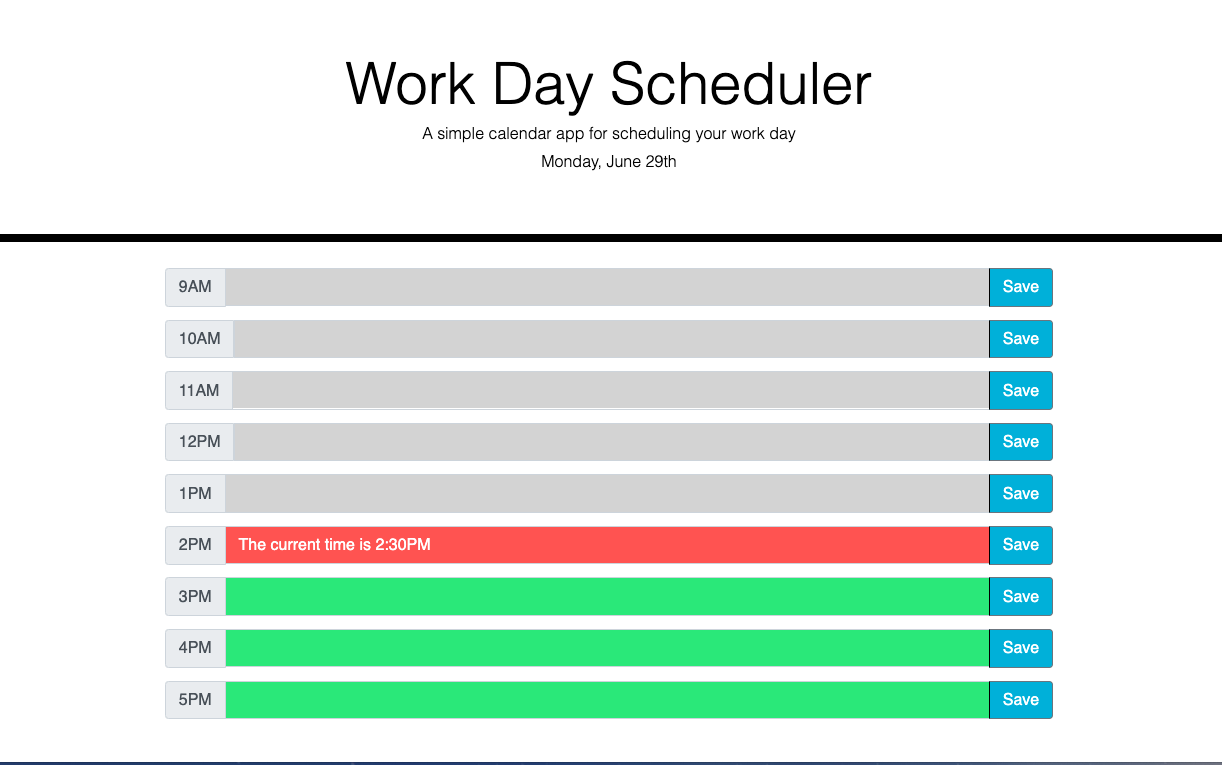 Work Day Scheduler
A simple calendar app for scheduling your work day
Monday, June 29th
9AM Save
10AM Save
11AM Save
12PM Save
1PM Save
2PM The current time is 2:30PM Save
3PM Save
4PM Save
5PM Save